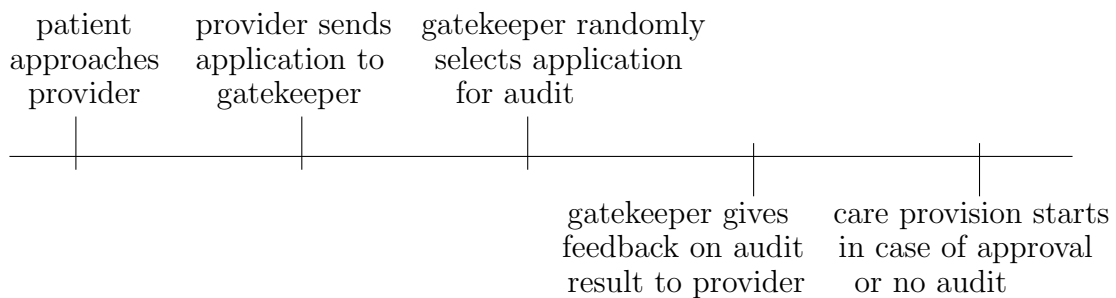 patient
approaches
provider
provider sends
application to
gatekeeper
gatekeeper randomly
selects application
for audit
gatekeeper gives
feedback on audit
result to provider
care provision starts
in case of approval
or no audit